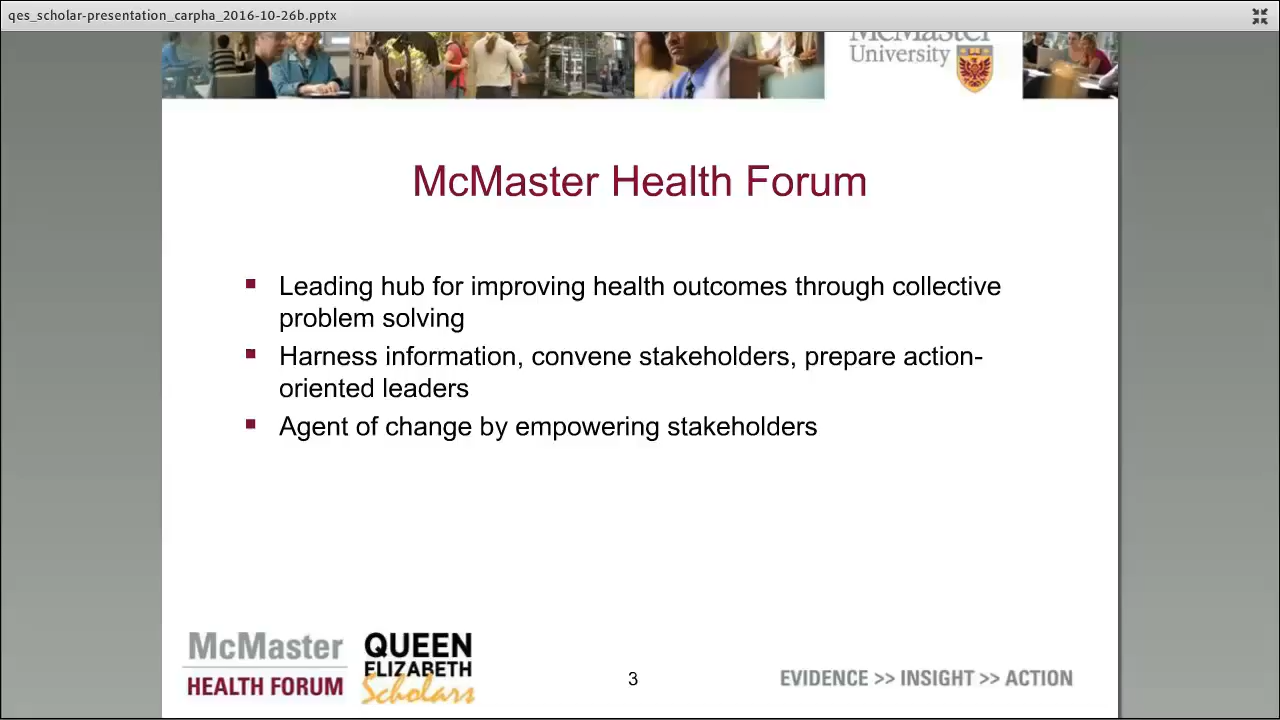 qes_scholar-presentation_carpha_2016-10-26b.pptx
McMaster
University
McMaster Health Forum
Leading hub for improving health outcomes through collective
problem solving
Harness information, convene stakeholders, prepare action-
oriented leaders
Agent of change by empowering stakeholders
McMaster
HEALTH FORUM
QUEEN
ELIZABETH
Scholars
3
EVIDENCE >> INSIGHT >> ACTION